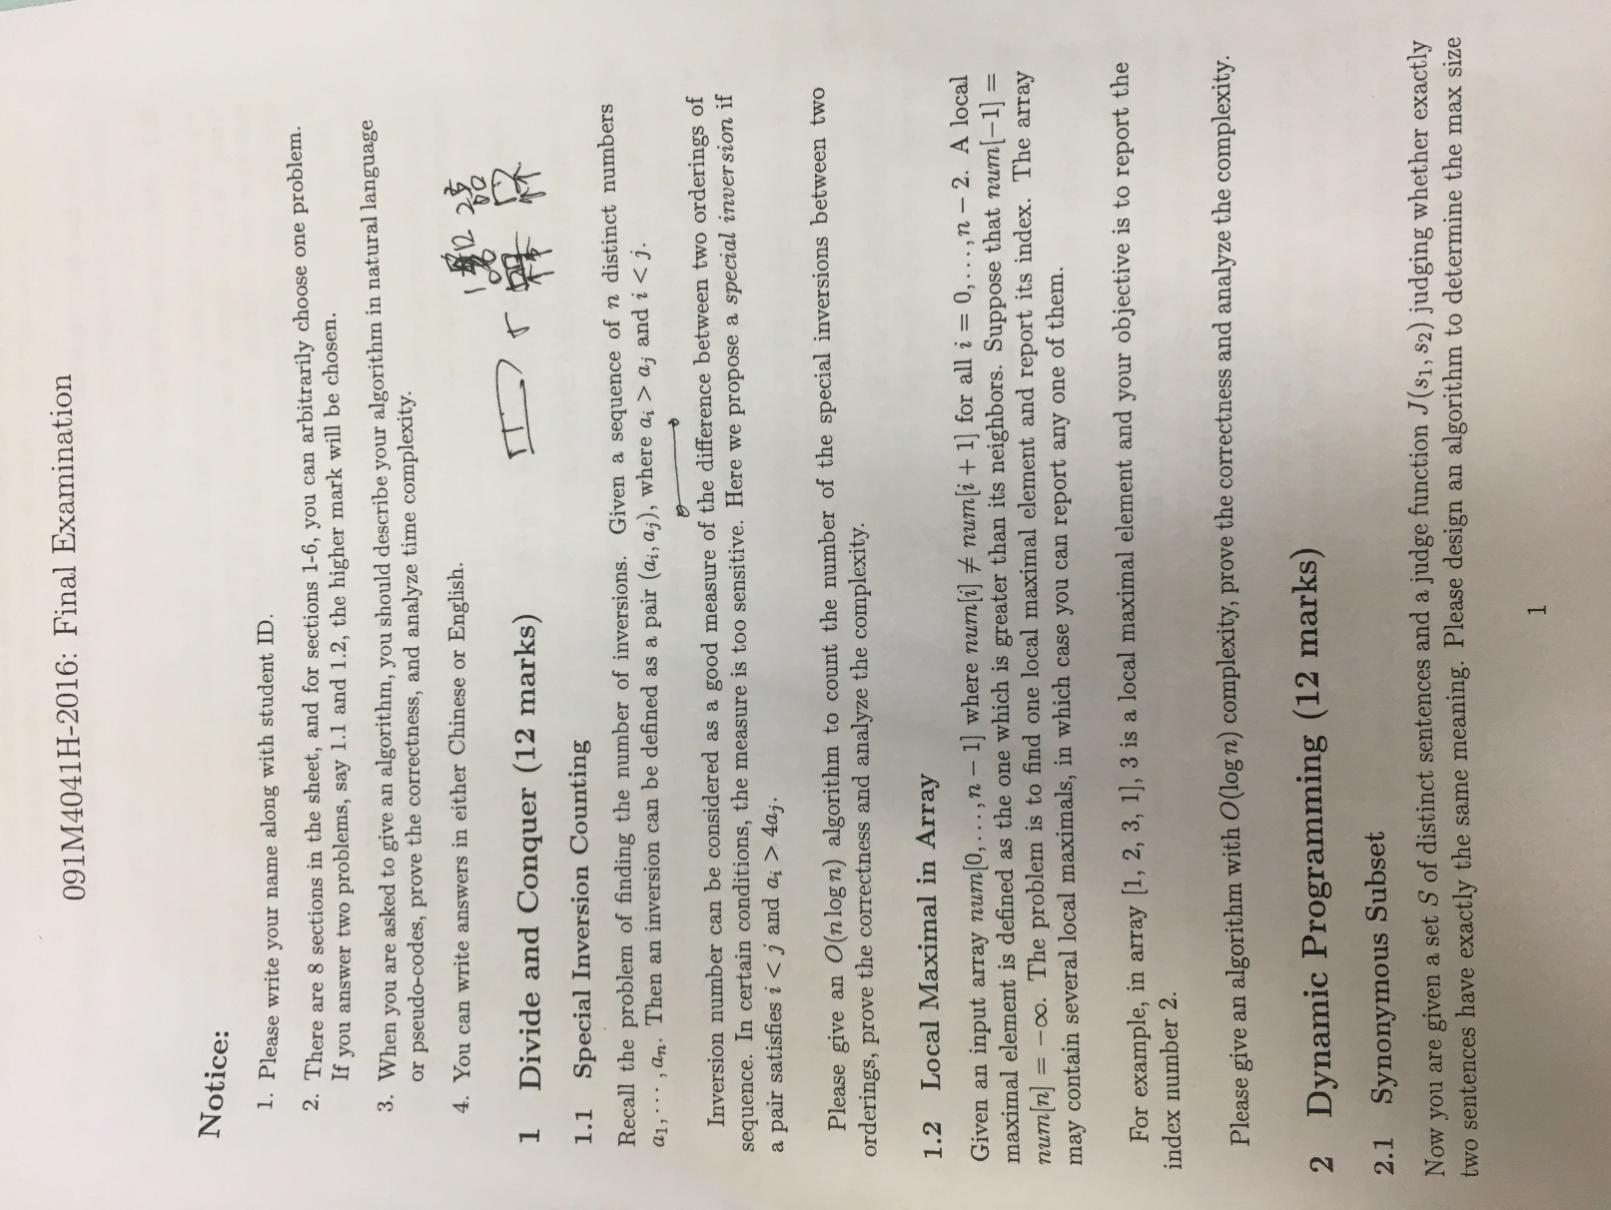 091M4041H-2016: Final Examination
Notice:
1. Please write your name along with student ID.
2. There are 8 sections in the sheet, and for sections 1-6, you can arbitrarily choose one problem.
If you answer two problems, say 1.1 and 1.2, the higher mark will be chosen.
3. When you are asked to give an algorithm, you should describe your algorithm in natural language
or pseudo-codes, prove the correctness, and analyze time complexity.
4. You can write answers in either Chinese or English.
1 Divide and Conquer (12 marks)
1.1 Special Inversion Counting
Recall the problem of finding the number of inversions. Given a sequence of n distinct numbers
a₁, ⋯ , aₙ. Then an inversion can be defined as a pair (aᵢ, aⱼ), where aᵢ > aⱼ and i < j.
Inversion number can be considered as a good measure of the difference between two orderings of
sequence. In certain conditions, the measure is too sensitive. Here we propose a special inversion if
a pair satisfies i < j and aᵢ > 4aⱼ.
Please give an O(n log n) algorithm to count the number of the special inversions between two
orderings, prove the correctness and analyze the complexity.
1.2 Local Maximal in Array
Given an input array num[0, . . . , n − 1] where num[i] ≠ num[i + 1] for all i = 0, . . . , n − 2. A local
maximal element is defined as the one which is greater than its neighbors. Suppose that num[−1] =
num[n] = −∞. The problem is to find one local maximal element and report its index. The array
may contain several local maximals, in which case you can report any one of them.
For example, in array [1, 2, 3, 1], 3 is a local maximal element and your objective is to report the
index number 2.
Please give an algorithm with O(log n) complexity, prove the correctness and analyze the complexity.
2 Dynamic Programming (12 marks)
2.1 Synonymous Subset
Now you are given a set S of distinct sentences and a judge function J(s₁, s₂) judging whether exactly
two sentences have exactly the same meaning. Please design an algorithm to determine the max size
1